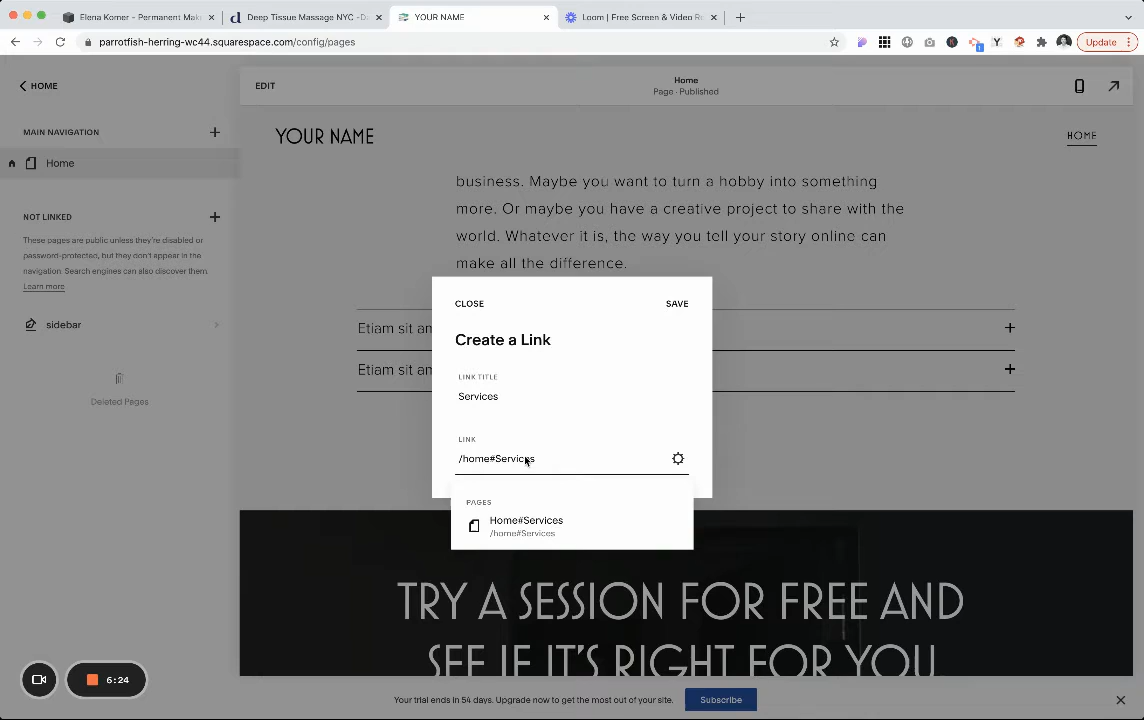 Elena Komer - Permanent Mak
Deep Tissue Massage NYC -D
YOUR NAME
Loom | Free Screen & Video R
parrotfish-herring-wc44.squarespace.com/config/pages
Update
HOME
MAIN NAVIGATION
Home
NOT LINKED
These pages are public unless they're disabled or
password-protected, but they don't appear in the
navigation. Search engines can also discover them.
Learn more
sidebar
Deleted Pages
EDIT
Home
Page · Published
YOUR NAME
HOME
business. Maybe you want to turn a hobby into something
more. Or maybe you have a creative project to share with the
world. Whatever it is, the way you tell your story online can
make all the difference.
Etiam sit am
Etiam sit am
CLOSE
SAVE
Create a Link
LINK TITLE
Services
LINK
/home#Services
PAGES
Home#Services
/home#Services
TRY A SESSION FOR FREE AND
SEE IF IT'S RIGHT FOR YOU.
6:24
Your trial ends in 54 days. Upgrade now to get the most out of your site.
Subscribe